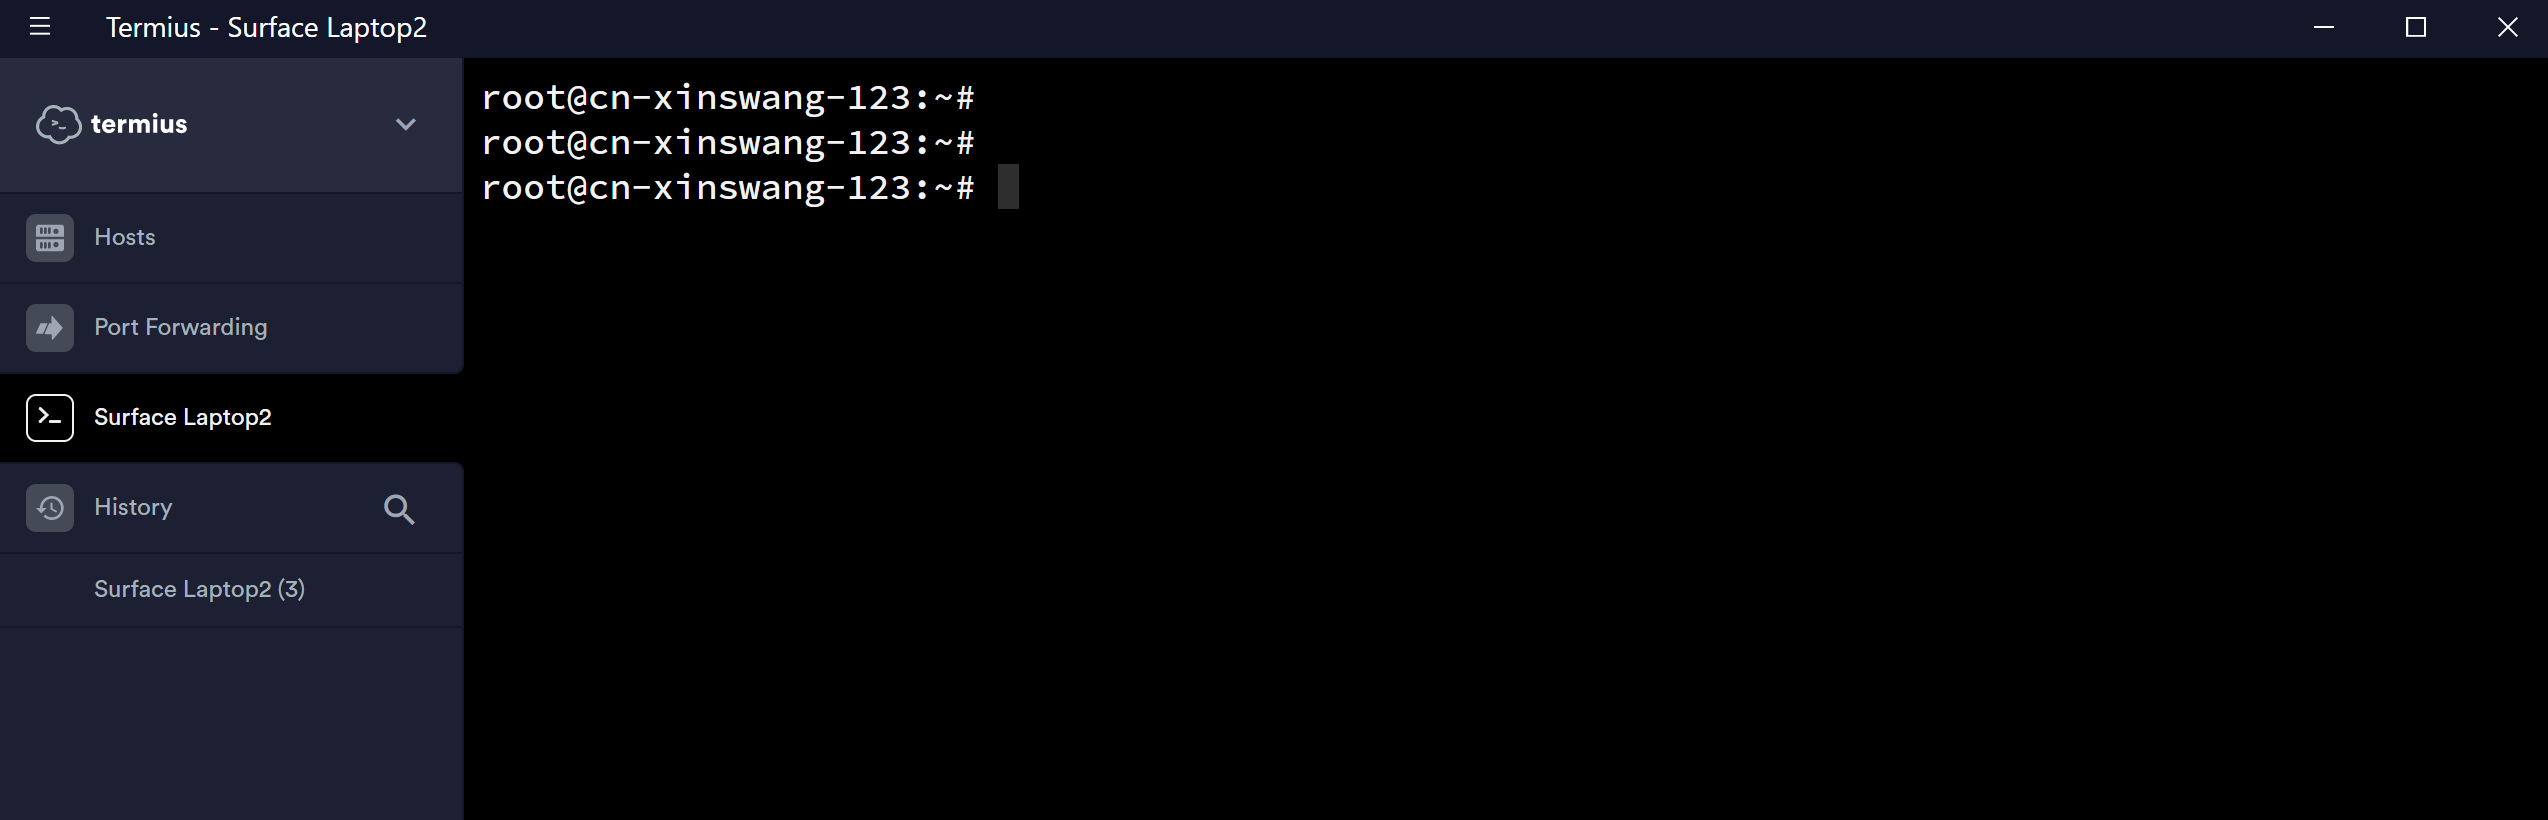 Termius - Surface Laptop2
termius
Hosts
Port Forwarding
Surface Laptop2
History
Surface Laptop2 (3)
root@cn-xinswang-123:~#
root@cn-xinswang-123:~#
root@cn-xinswang-123:~#